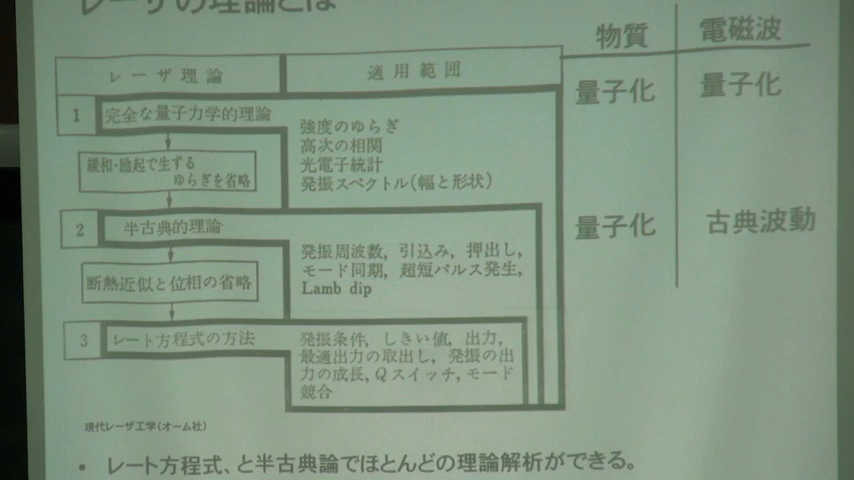 レーザの理論とは
物質 電磁波
レーザ理論 適用範囲
量子化 量子化
1 完全な量子力学的理論
強度のゆらぎ
高次の相関
光電子統計
発振スペクトル(幅と形状)
緩和・励起で生ずる
ゆらぎを省略
2 半古典的理論
量子化 古典波動
発振周波数, 引込み, 押出し,
モード同期, 超短パルス発生,
Lamb dip
断熱近似と位相の省略
3 レート方程式の方法
発振条件, しきい値, 出力,
最適出力の取出し, 発振の出
力の成長, Qスイッチ, モード
競合
現代レーザ工学(オーム社)
• レート方程式、と半古典論でほとんどの理論解析ができる。